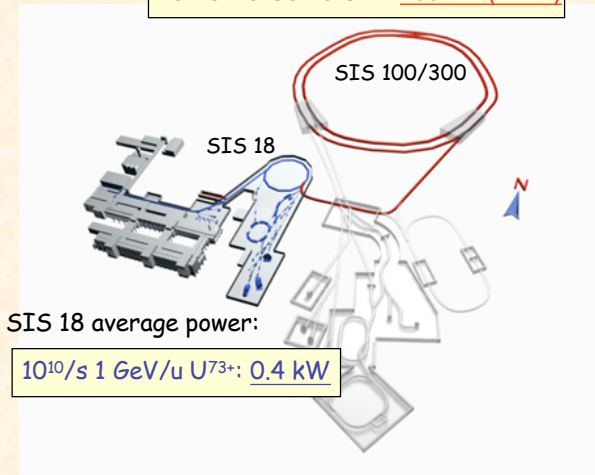 SIS 100/300
SIS 18
N
SIS 18 average power:
10¹⁰/s 1 GeV/u U⁷³⁺: 0.4 kW